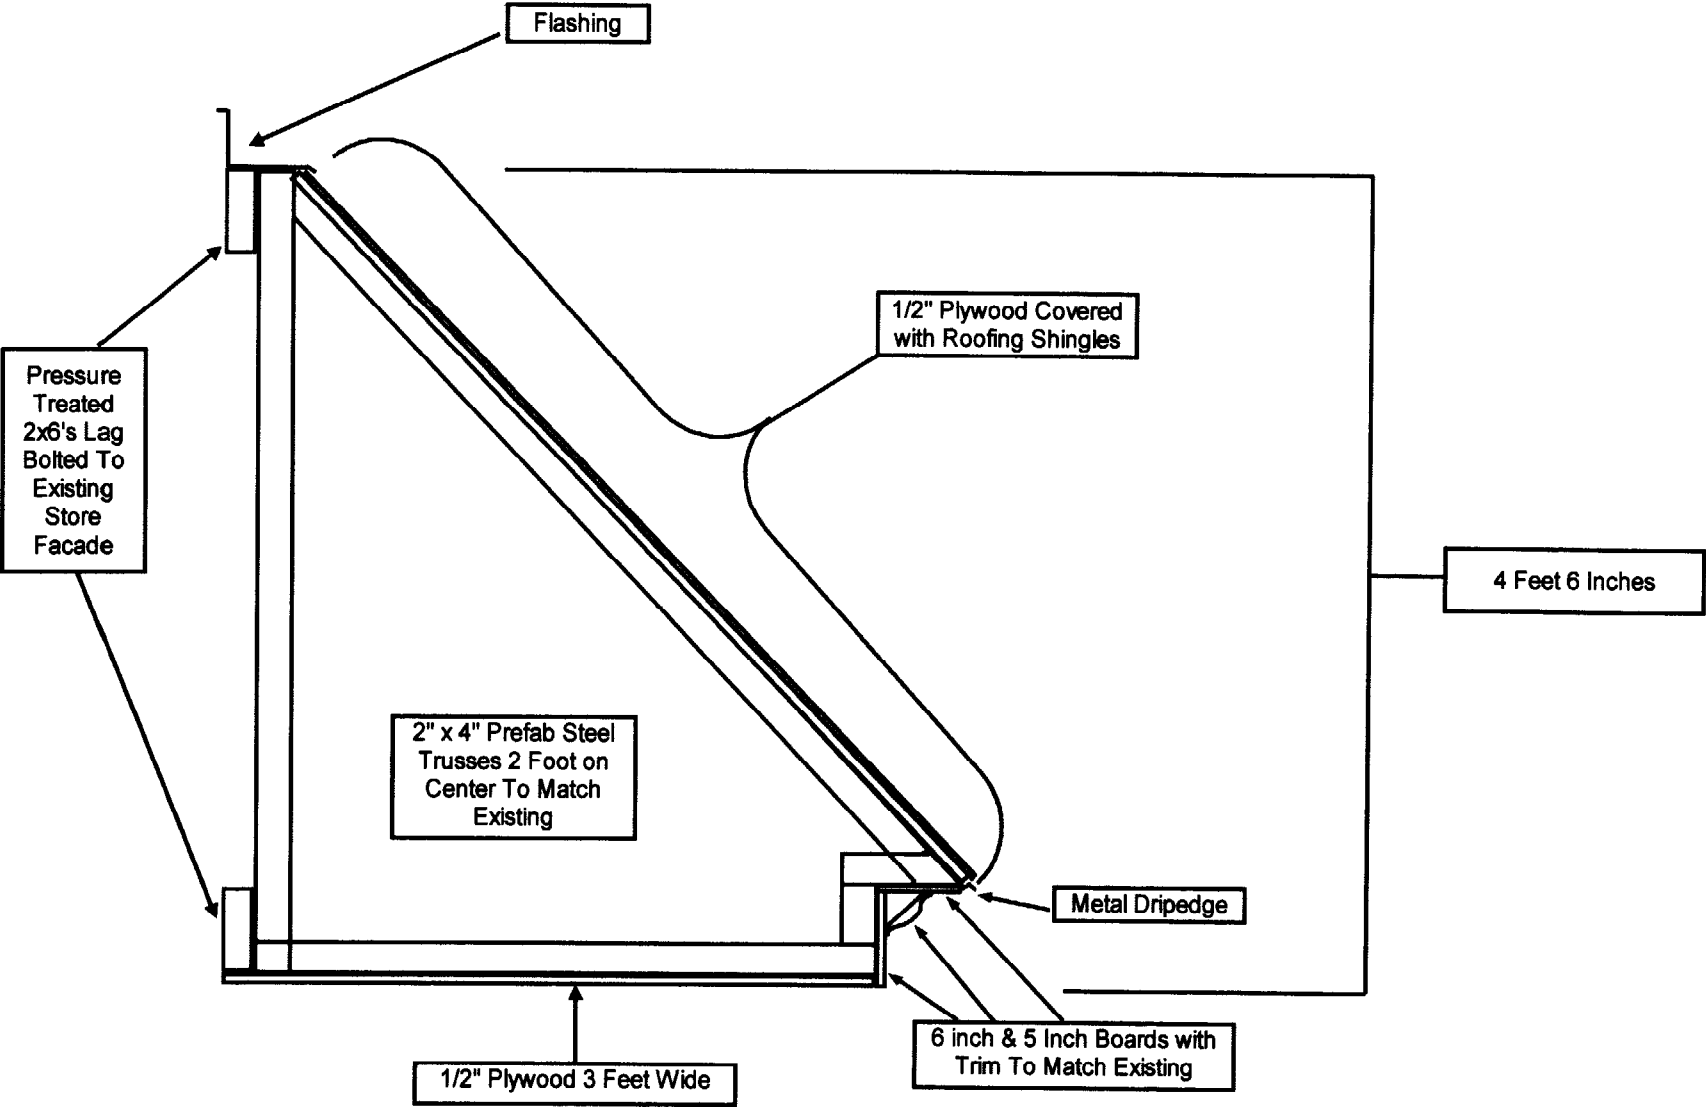 Flashing
1/2" Plywood Covered
with Roofing Shingles
Pressure
Treated
2x6's Lag
Bolted To
Existing
Store
Facade
4 Feet 6 Inches
2" x 4" Prefab Steel
Trusses 2 Foot on
Center To Match
Existing
Metal Dripedge
6 inch & 5 Inch Boards with
Trim To Match Existing
1/2" Plywood 3 Feet Wide